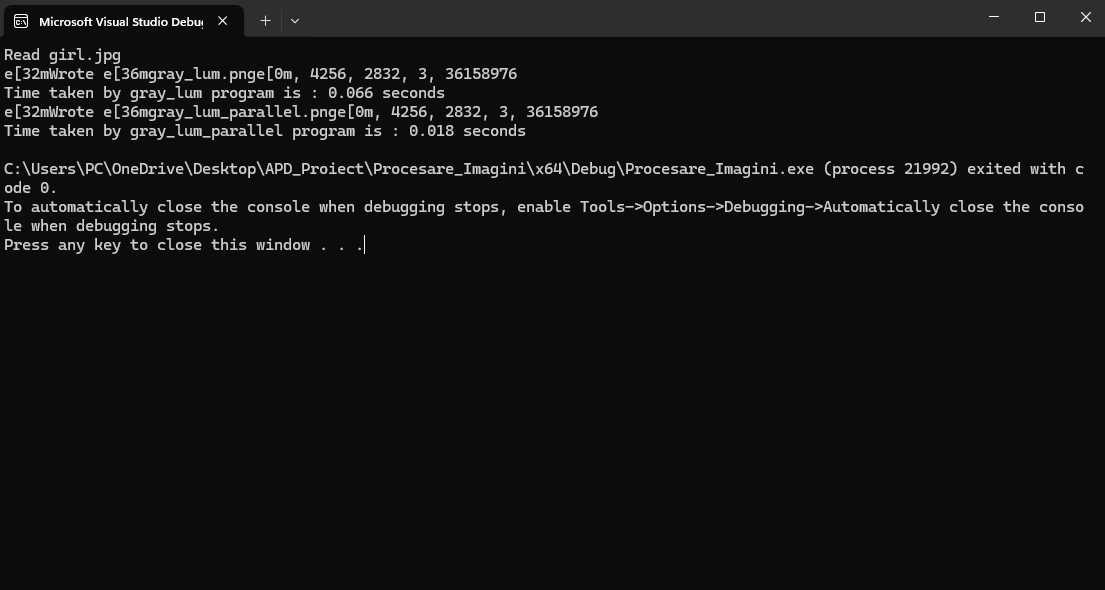 Microsoft Visual Studio Debug
Read girl.jpg
e[32mWrote e[36mgray_lum.pnge[0m, 4256, 2832, 3, 36158976
Time taken by gray_lum program is : 0.066 seconds
e[32mWrote e[36mgray_lum_parallel.pnge[0m, 4256, 2832, 3, 36158976
Time taken by gray_lum_parallel program is : 0.018 seconds
C:\Users\PC\OneDrive\Desktop\APD_Proiect\Procesare_Imagini\x64\Debug\Procesare_Imagini.exe (process 21992) exited with c
ode 0.
To automatically close the console when debugging stops, enable Tools->Options->Debugging->Automatically close the conso
le when debugging stops.
Press any key to close this window . . .